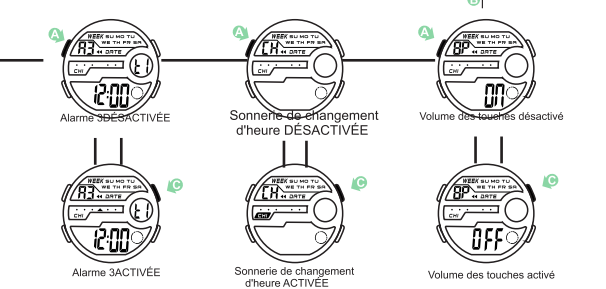 B
A
A
A
WEEK SU MO TU
WE TH FR SA
A3 ◂◂ DATE
t1
CHI
12:00
WEEK SU MO TU
WE TH FR SA
CH ◂◂ DATE
CHI
WEEK SU MO TU
WE TH FR SA
BP ◂◂ DATE
CHI
ON
Alarme 3DÉSACTIVÉE
Sonnerie de changement
d'heure DÉSACTIVÉE
Volume des touches désactivé
C
C
C
WEEK SU MO TU
WE TH FR SA
A3 ◂◂ DATE
t1
CHI
12:00
WEEK SU MO TU
WE TH FR SA
CH ◂◂ DATE
CHI
WEEK SU MO TU
WE TH FR SA
BP ◂◂ DATE
CHI
OFF
Alarme 3ACTIVÉE
Sonnerie de changement
d'heure ACTIVÉE
Volume des touches activé